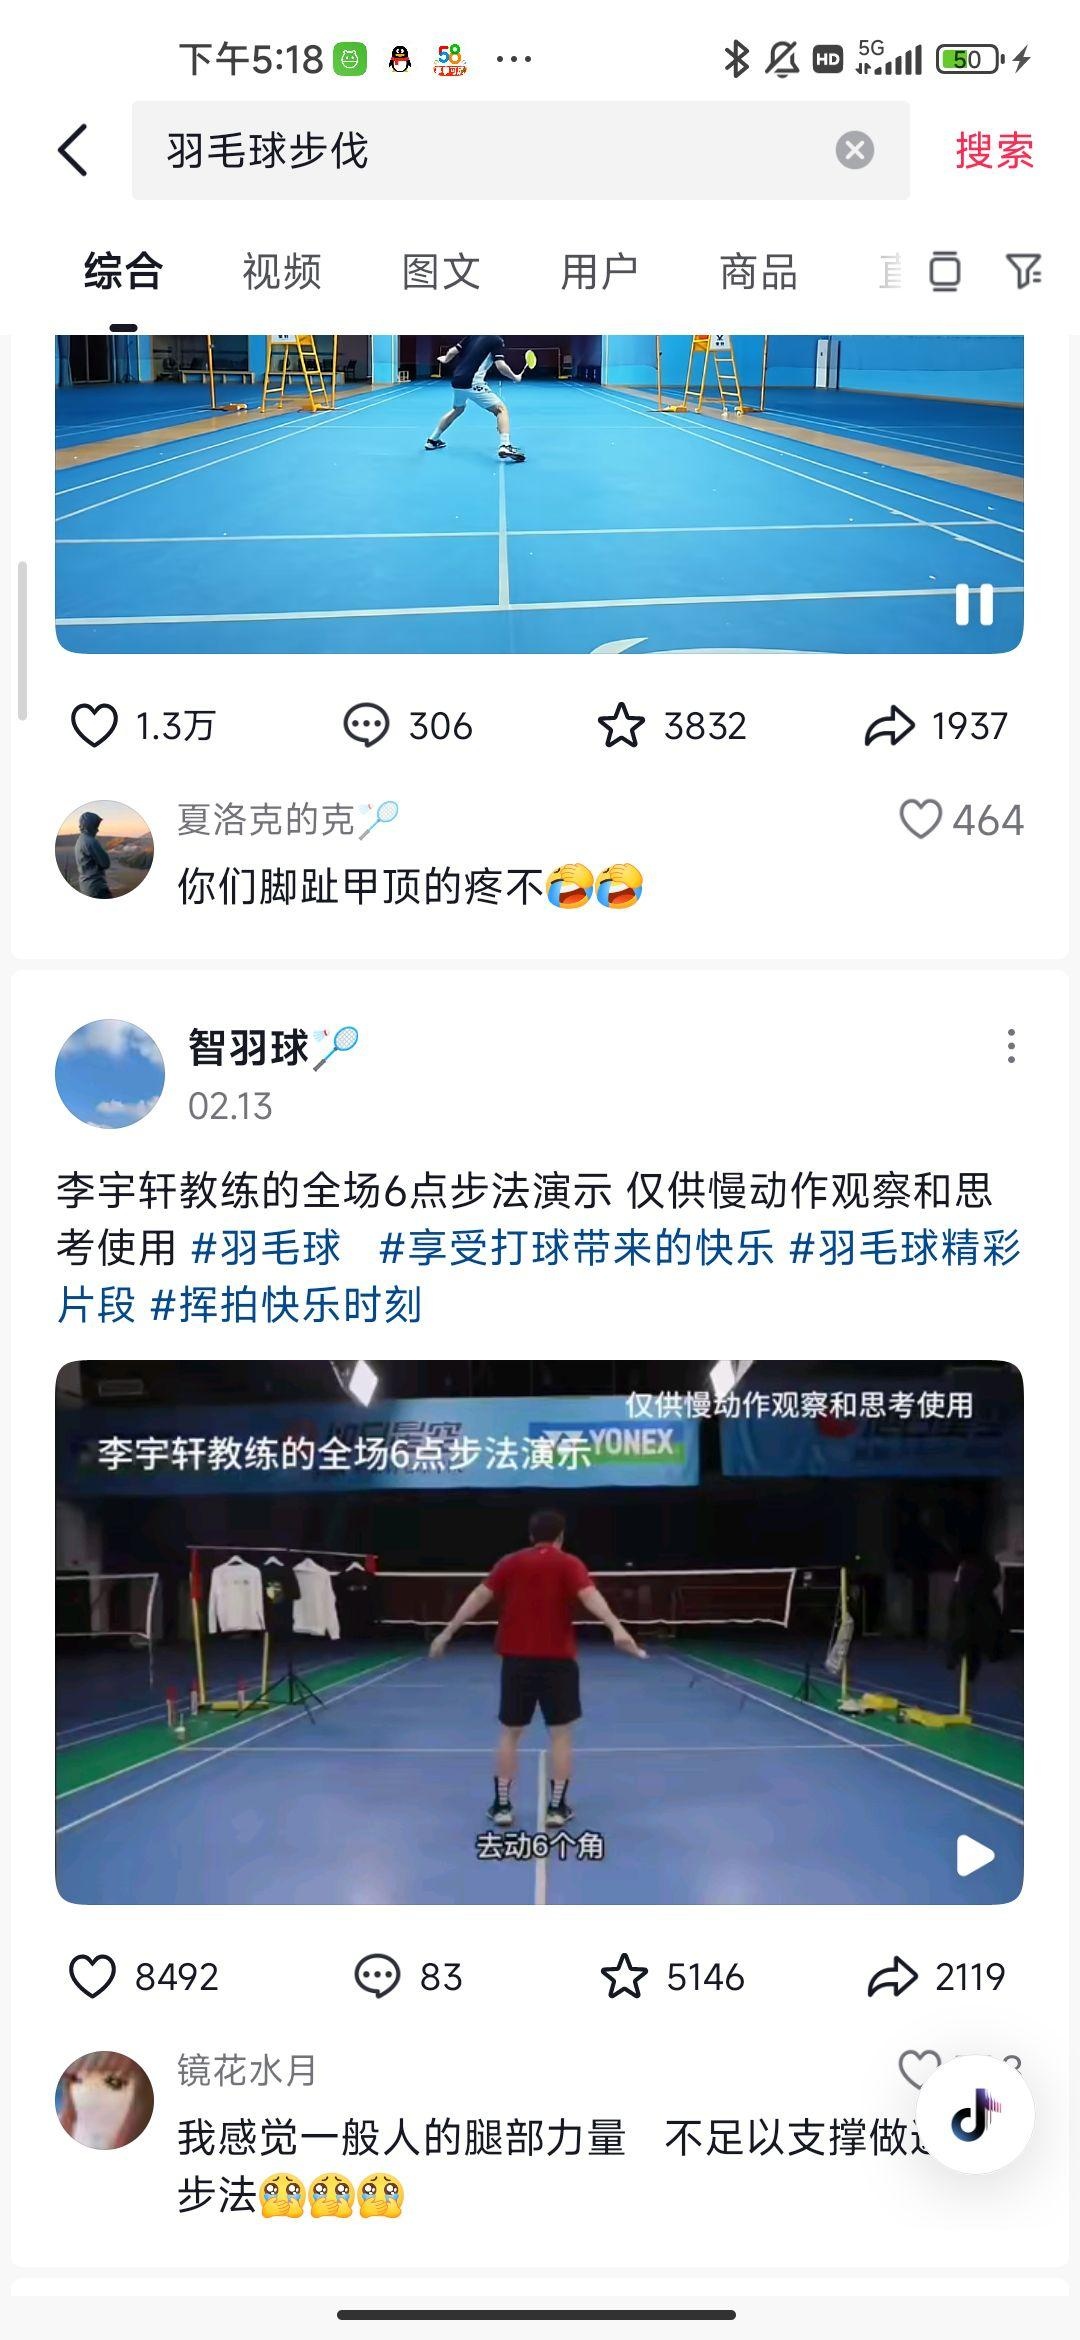 下午5:18
58
HD
5G
50
羽毛球步伐
搜索
综合
视频
图文
用户
商品
1.3万
306
3832
1937
夏洛克的克🏸
464
你们脚趾甲顶的疼不
智羽球🏸
02.13
李宇轩教练的全场6点步法演示 仅供慢动作观察和思
考使用 #羽毛球 #享受打球带来的快乐 #羽毛球精彩
片段 #挥拍快乐时刻
仅供慢动作观察和思考使用
李宇轩教练的全场6点步法演示
YONEX
去动6个角
8492
83
5146
2119
镜花水月
我感觉一般人的腿部力量 不足以支撑做
步法